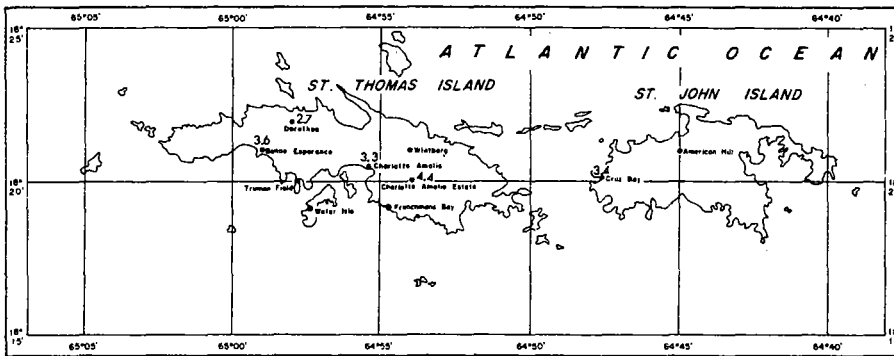 65°05' 65°00' 64°55' 64°50' 64°45' 64°40'
25'
ATLANTIC OCEAN
ST. THOMAS ISLAND
ST. JOHN ISLAND
2.7
Dorothea
3.6
Bonne Esperance
Wintberg
American Hill
3.3
Charlotte Amalie
4.4
Charlotte Amalie Estate
3.4
Cruz Bay
18°
20'
Truman Field
Water Isle
Frenchmans Bay
18°
15'
65°05' 65°00' 64°55' 64°50' 64°45' 64°40'